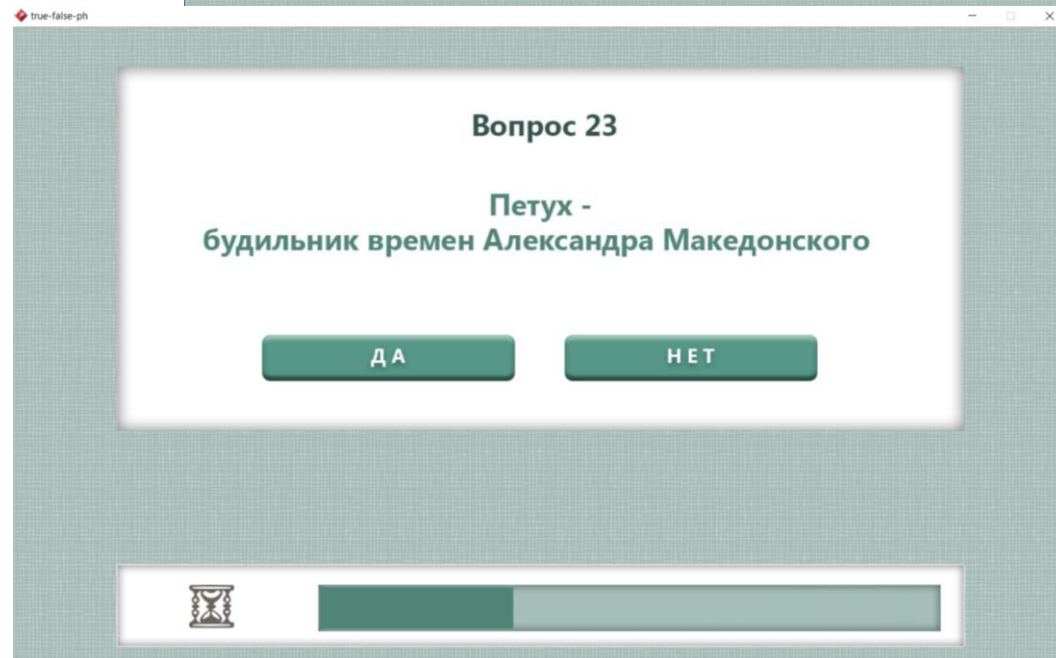 true-false-ph
Вопрос 23
Петух -
будильник времен Александра Македонского
ДА
НЕТ